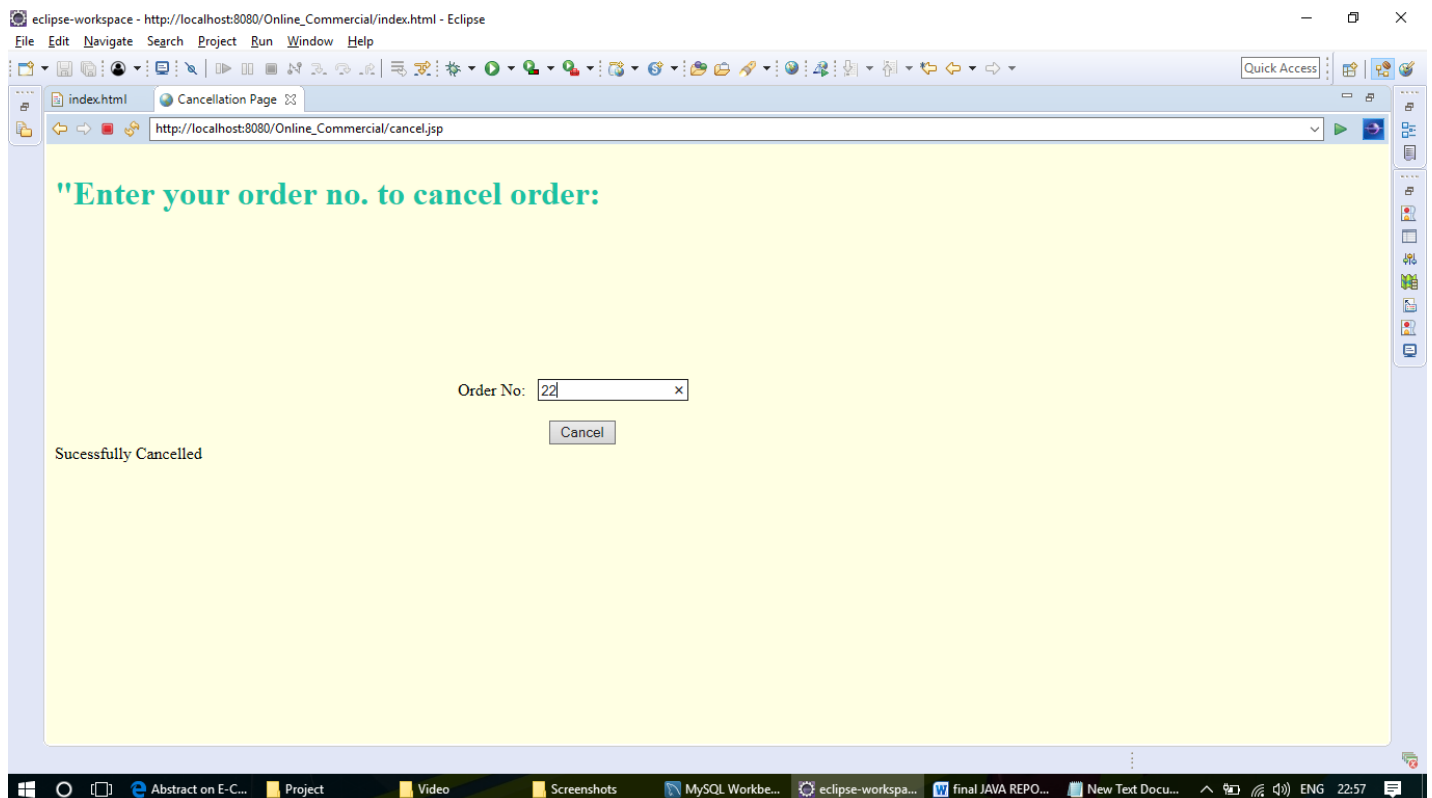 eclipse-workspace - http://localhost:8080/Online_Commercial/index.html - Eclipse
File Edit Navigate Search Project Run Window Help
Quick Access
index.html Cancellation Page
http://localhost:8080/Online_Commercial/cancel.jsp
"Enter your order no. to cancel order:
Order No: 22
Cancel
Sucessfully Cancelled
Abstract on E-C... Project Video Screenshots MySQL Workbe... eclipse-workspa... final JAVA REPO... New Text Docu... ENG 22:57